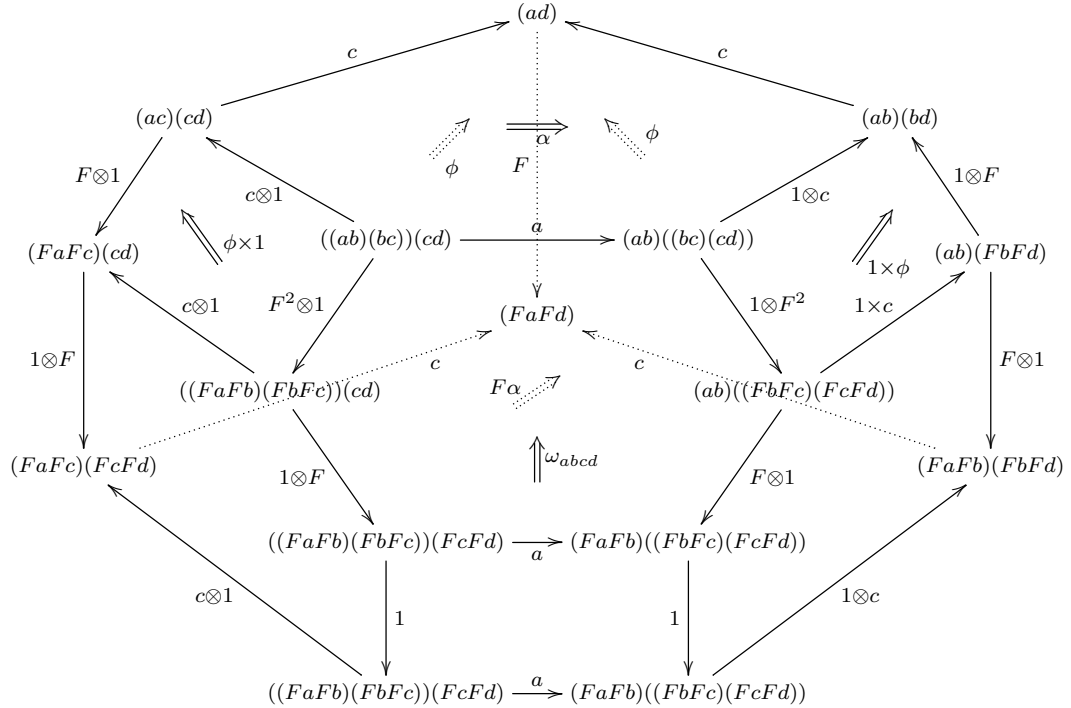 (ad)
c c
(ac)(cd) (ab)(bd)
α
ϕ F ϕ
F⊗1 1⊗F
c⊗1 1⊗c
ϕ×1 ((ab)(bc))(cd) a (ab)((bc)(cd)) 1×ϕ
(FaFc)(cd) (ab)(FbFd)
c⊗1 F²⊗1 1⊗F² 1×c
(FaFd)
1⊗F c c F⊗1
((FaFb)(FbFc))(cd) Fα (ab)((FbFc)(FcFd))
(FaFc)(FcFd) ω_{abcd} (FaFb)(FbFd)
1⊗F F⊗1
((FaFb)(FbFc))(FcFd) a (FaFb)((FbFc)(FcFd))
c⊗1 1 1 1⊗c
((FaFb)(FbFc))(FcFd) a (FaFb)((FbFc)(FcFd))